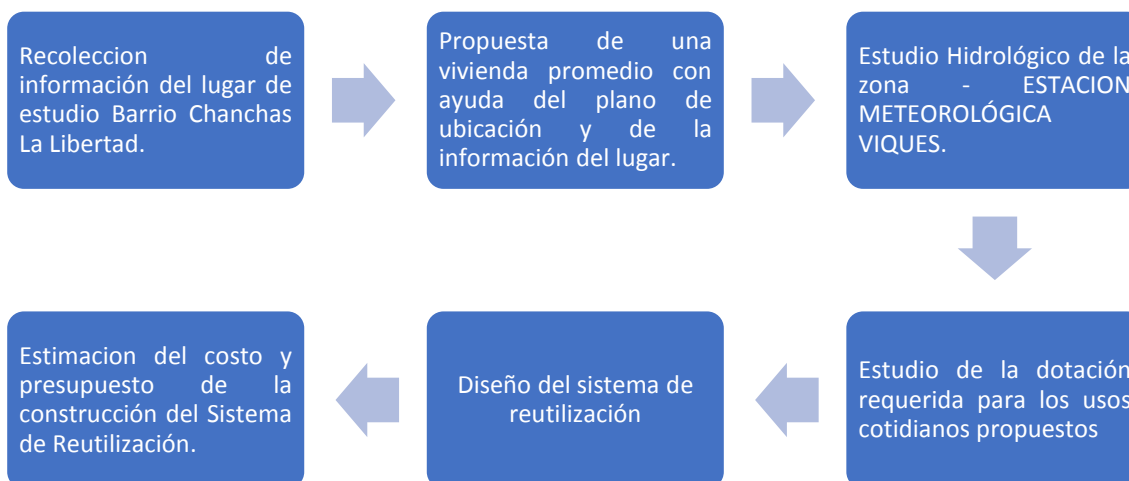 Recoleccion de
información del lugar de
estudio Barrio Chanchas
La Libertad.
Propuesta de una
vivienda promedio con
ayuda del plano de
ubicación y de la
información del lugar.
Estudio Hidrológico de la
zona - ESTACION
METEOROLÓGICA
VIQUES.
Estudio de la dotación
requerida para los usos
cotidianos propuestos
Diseño del sistema de
reutilización
Estimacion del costo y
presupuesto de la
construcción del Sistema
de Reutilización.